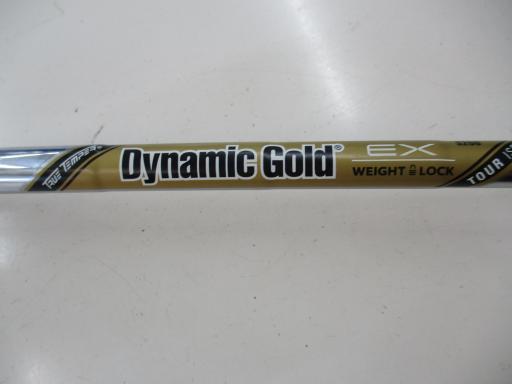 TRUE TEMPER®
Dynamic Gold®
EX
WEIGHT LOCK
TOUR